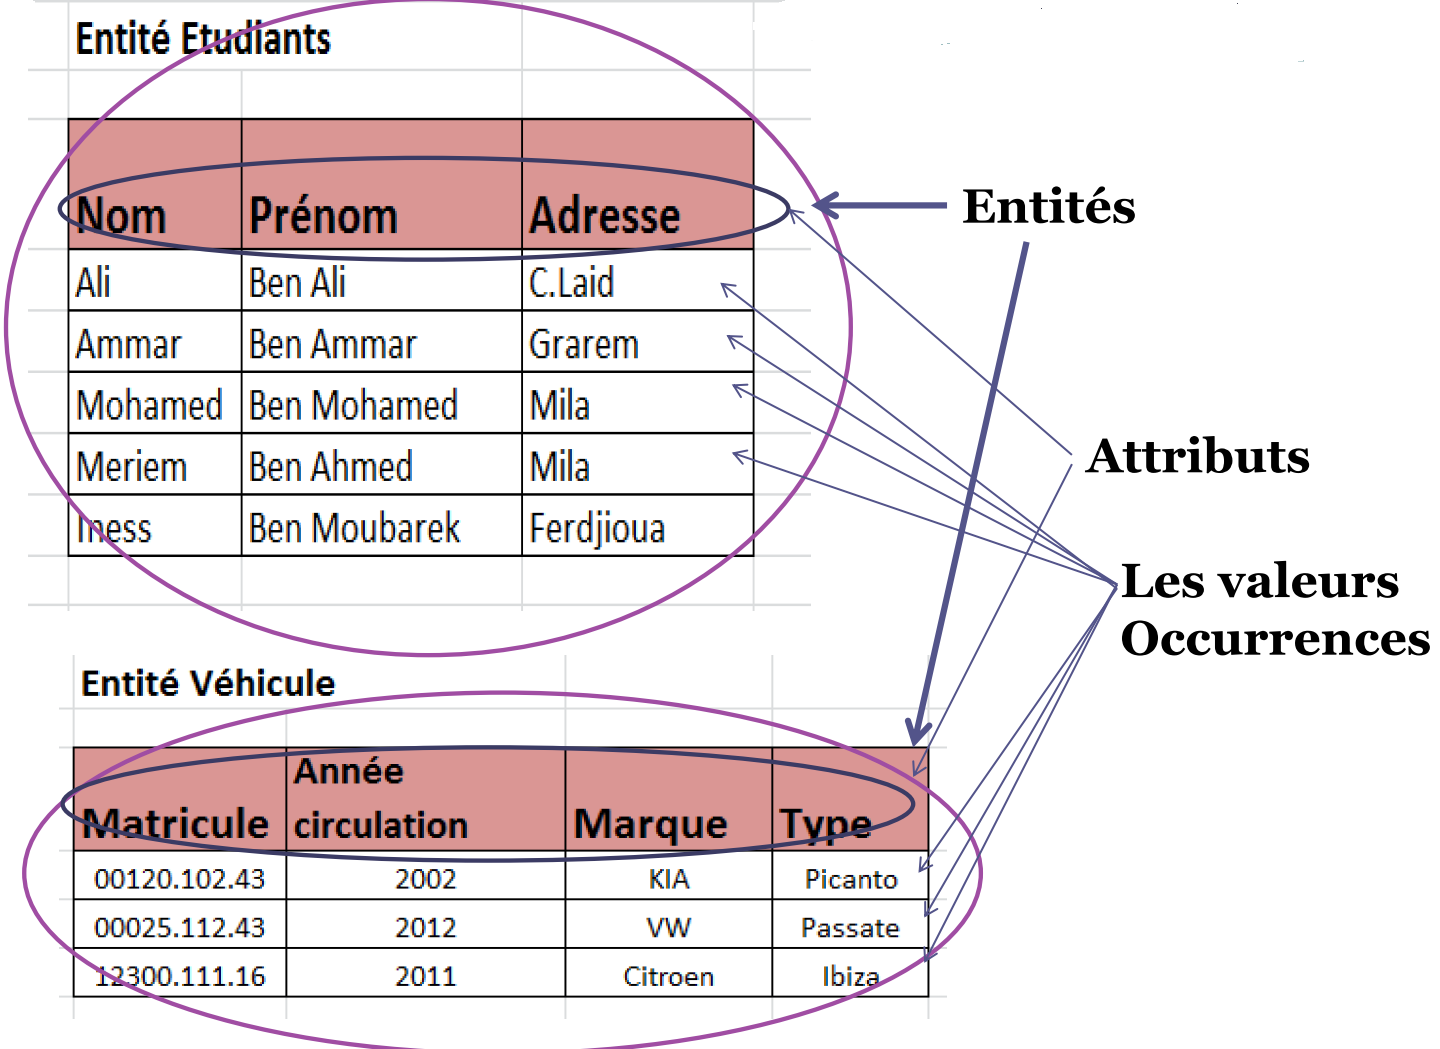 Entité Etudiants
Nom Prénom Adresse
Ali Ben Ali C.Laid
Ammar Ben Ammar Grarem
Mohamed Ben Mohamed Mila
Meriem Ben Ahmed Mila
Iness Ben Moubarek Ferdjioua
Entités
Attributs
Les valeurs
Occurrences
Entité Véhicule
Année
Matricule circulation Marque Type
00120.102.43 2002 KIA Picanto
00025.112.43 2012 VW Passate
12300.111.16 2011 Citroen Ibiza